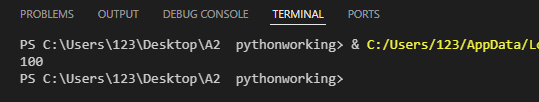 PROBLEMS OUTPUT DEBUG CONSOLE TERMINAL PORTS
PS C:\Users\123\Desktop\A2  pythonworking> & C:/Users/123/AppData/Lo
100
PS C:\Users\123\Desktop\A2  pythonworking>